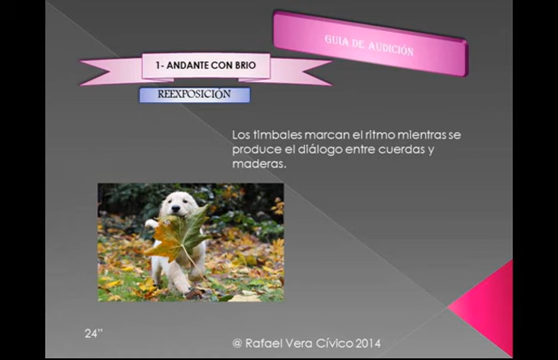 GUIA DE AUDICIÓN
1- ANDANTE CON BRIO
REEXPOSICIÓN
Los timbales marcan el ritmo mientras se
produce el diálogo entre cuerdas y
maderas.
24’’
@ Rafael Vera Cívico 2014